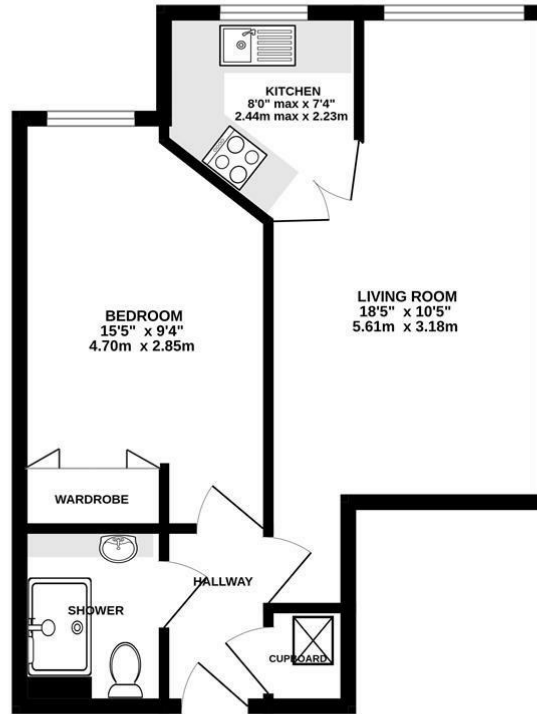 KITCHEN
8'0" max x 7'4"
2.44m max x 2.23m
BEDROOM
15'5" x 9'4"
4.70m x 2.85m
LIVING ROOM
18'5" x 10'5"
5.61m x 3.18m
WARDROBE
HALLWAY
SHOWER
CUPBOARD